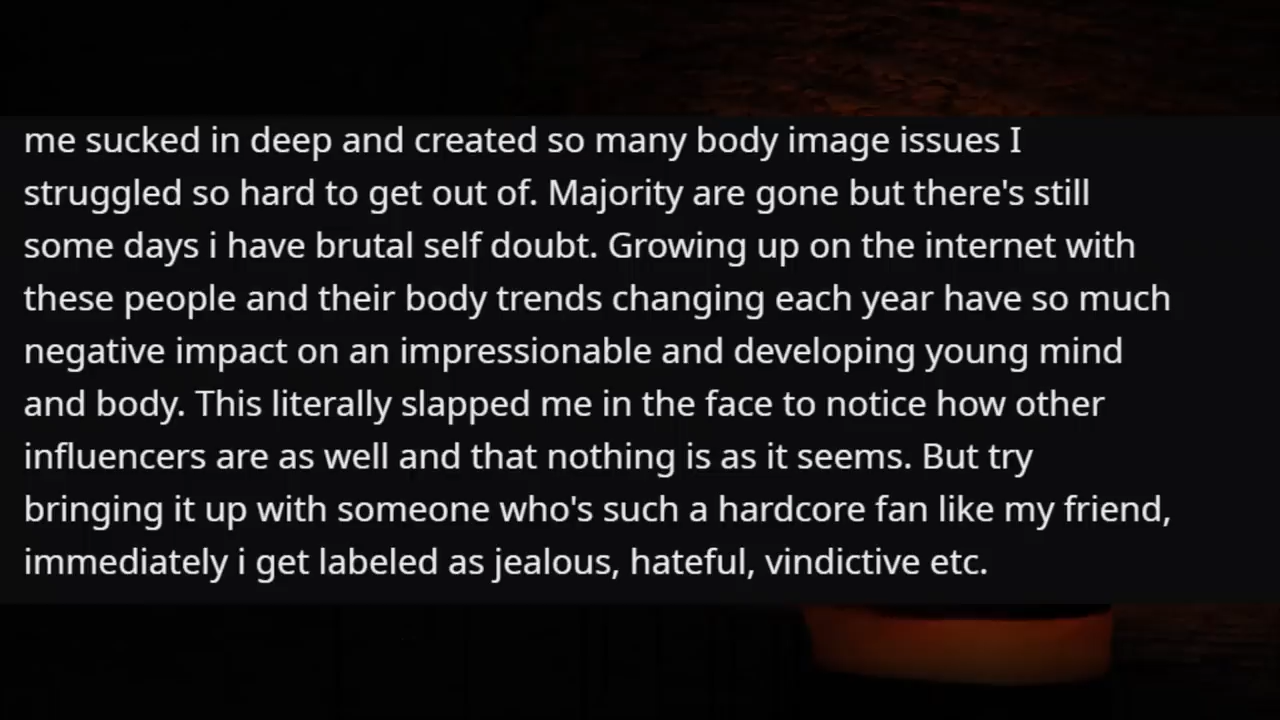 me sucked in deep and created so many body image issues I
struggled so hard to get out of. Majority are gone but there's still
some days i have brutal self doubt. Growing up on the internet with
these people and their body trends changing each year have so much
negative impact on an impressionable and developing young mind
and body. This literally slapped me in the face to notice how other
influencers are as well and that nothing is as it seems. But try
bringing it up with someone who's such a hardcore fan like my friend,
immediately i get labeled as jealous, hateful, vindictive etc.